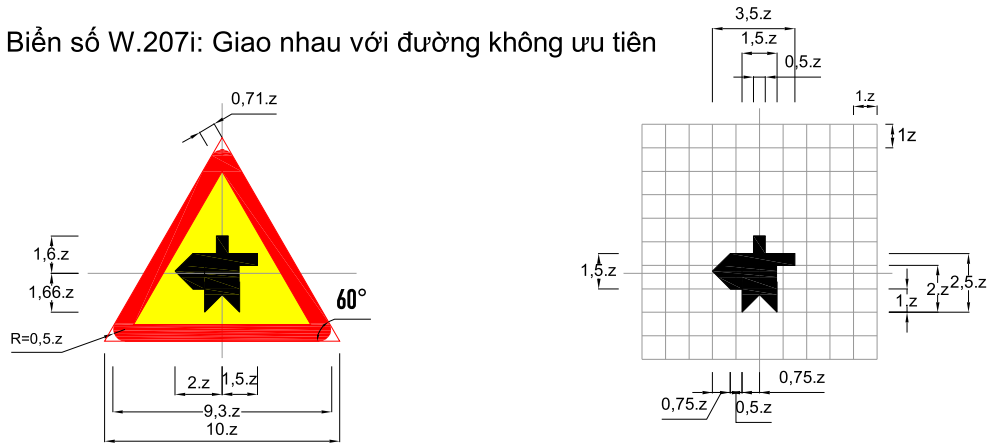 Biển số W.207i: Giao nhau với đường không ưu tiên
3,5.z
1,5.z
0,5.z
0,71.z
1.z
1z
1,6.z
1,66.z
60°
R=0,5.z
2.z
1,5.z
9,3.z
10.z
1,5.z
1.z
2.z
2,5.z
0,75.z
0,75.z
0,5.z